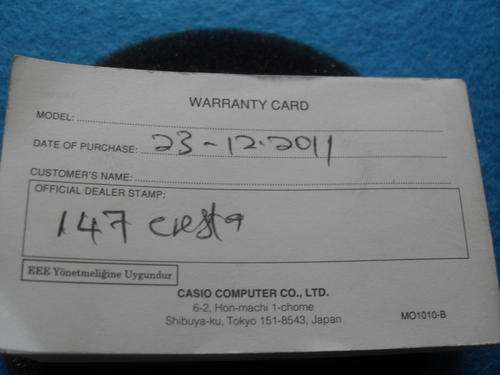 WARRANTY CARD
MODEL:
DATE OF PURCHASE: 23-12.2011
CUSTOMER'S NAME:
OFFICIAL DEALER STAMP:
147 cresta
EEE Yönetmeliğine Uygundur
CASIO COMPUTER CO., LTD.
6-2, Hon-machi 1-chome
Shibuya-ku, Tokyo 151-8543, Japan
MO1010-B